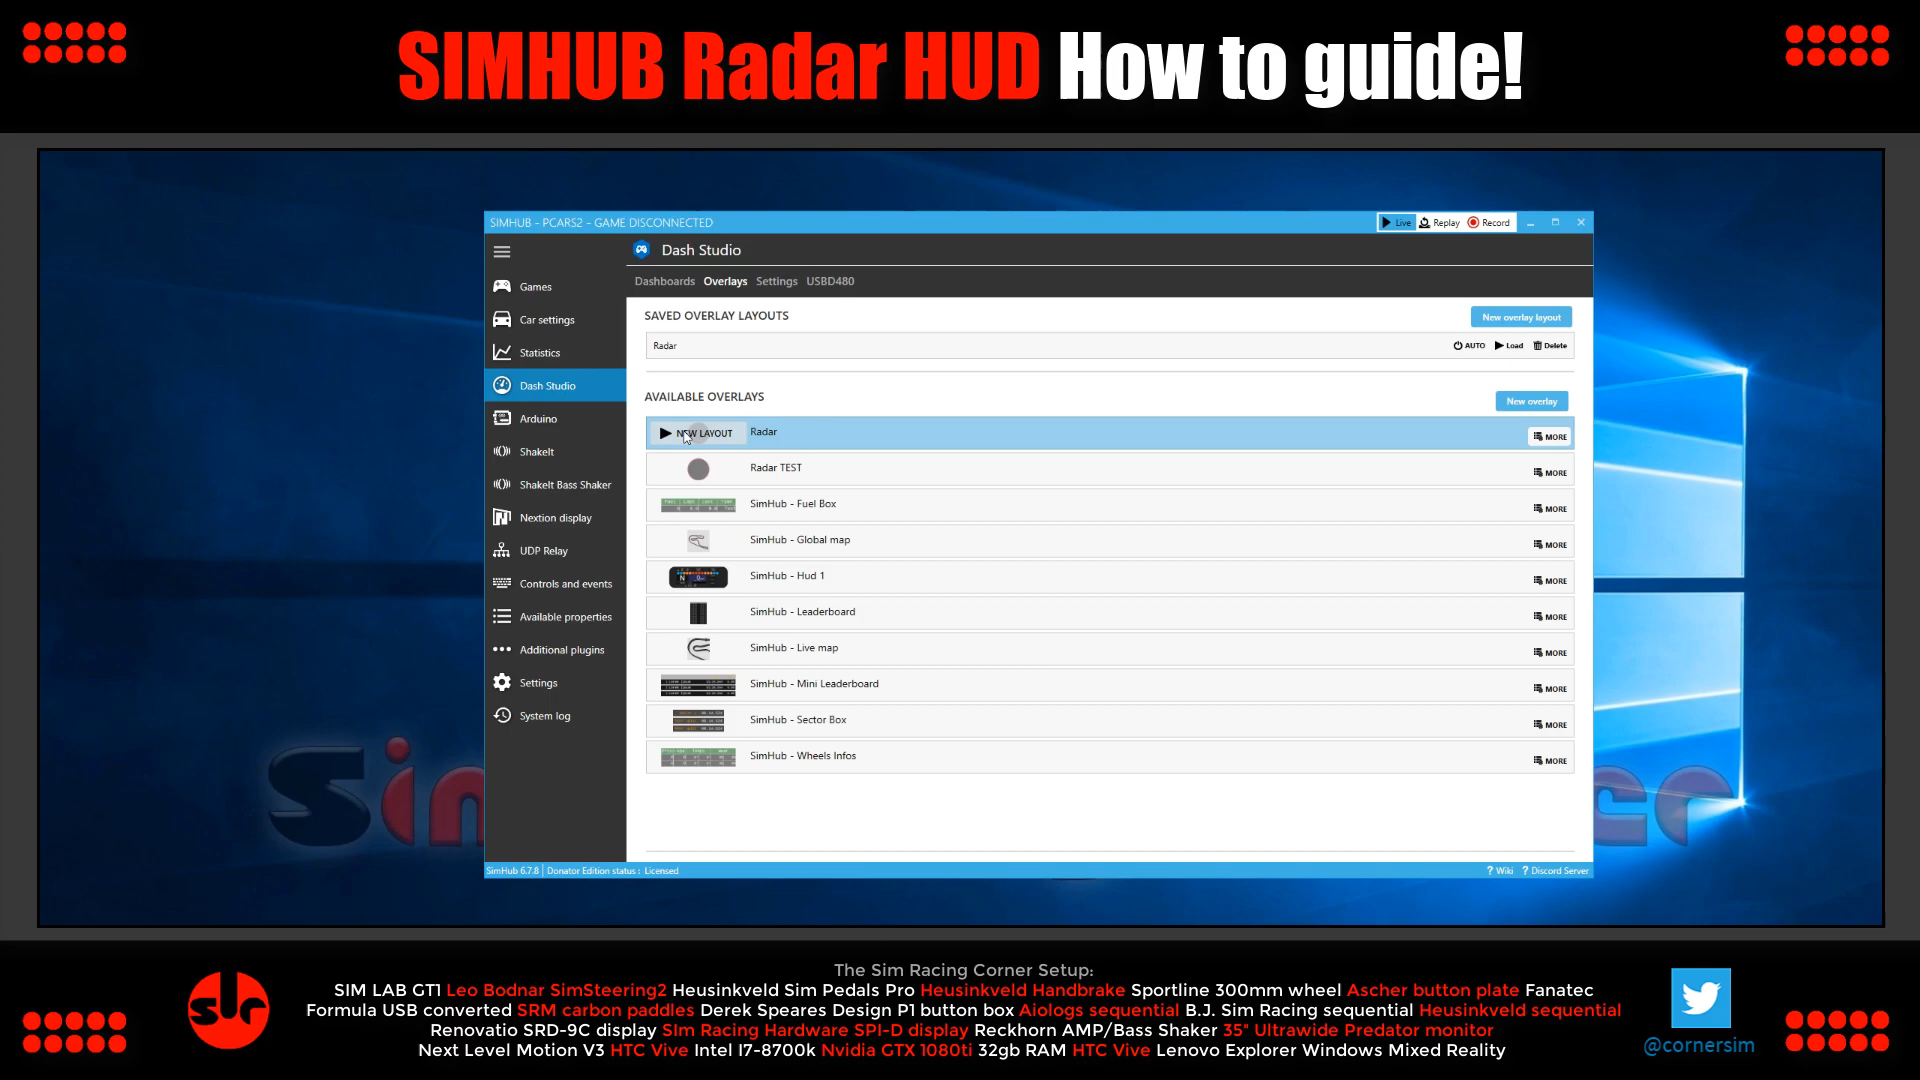 SIMHUB Radar HUD How to guide!
SIMHUB - PCARS2 - GAME DISCONNECTED
Live Replay Record
Dash Studio
Dashboards Overlays Settings USBD480
Games
Car settings
Statistics
Dash Studio
Arduino
ShakeIt
ShakeIt Bass Shaker
Nextion display
UDP Relay
Controls and events
Available properties
Additional plugins
Settings
System log
SAVED OVERLAY LAYOUTS
New overlay layout
Radar
AUTO Load Delete
AVAILABLE OVERLAYS
New overlay
NEW LAYOUT Radar MORE
Radar TEST MORE
SimHub - Fuel Box MORE
SimHub - Global map MORE
SimHub - Hud 1 MORE
SimHub - Leaderboard MORE
SimHub - Live map MORE
SimHub - Mini Leaderboard MORE
SimHub - Sector Box MORE
SimHub - Wheels Infos MORE
SimHub 6.7.8 | Donator Edition status : Licensed
? Wiki ? Discord Server
The Sim Racing Corner Setup:
SIM LAB GT1 Leo Bodnar SimSteering2 Heusinkveld Sim Pedals Pro Heusinkveld Handbrake Sportline 300mm wheel Ascher button plate Fanatec
Formula USB converted SRM carbon paddles Derek Speares Design P1 button box Aiologs sequential B.J. Sim Racing sequential Heusinkveld sequential
Renovatio SRD-9C display SIm Racing Hardware SPI-D display Reckhorn AMP/Bass Shaker 35" Ultrawide Predator monitor
Next Level Motion V3 HTC Vive Intel I7-8700k Nvidia GTX 1080ti 32gb RAM HTC Vive Lenovo Explorer Windows Mixed Reality
@cornersim